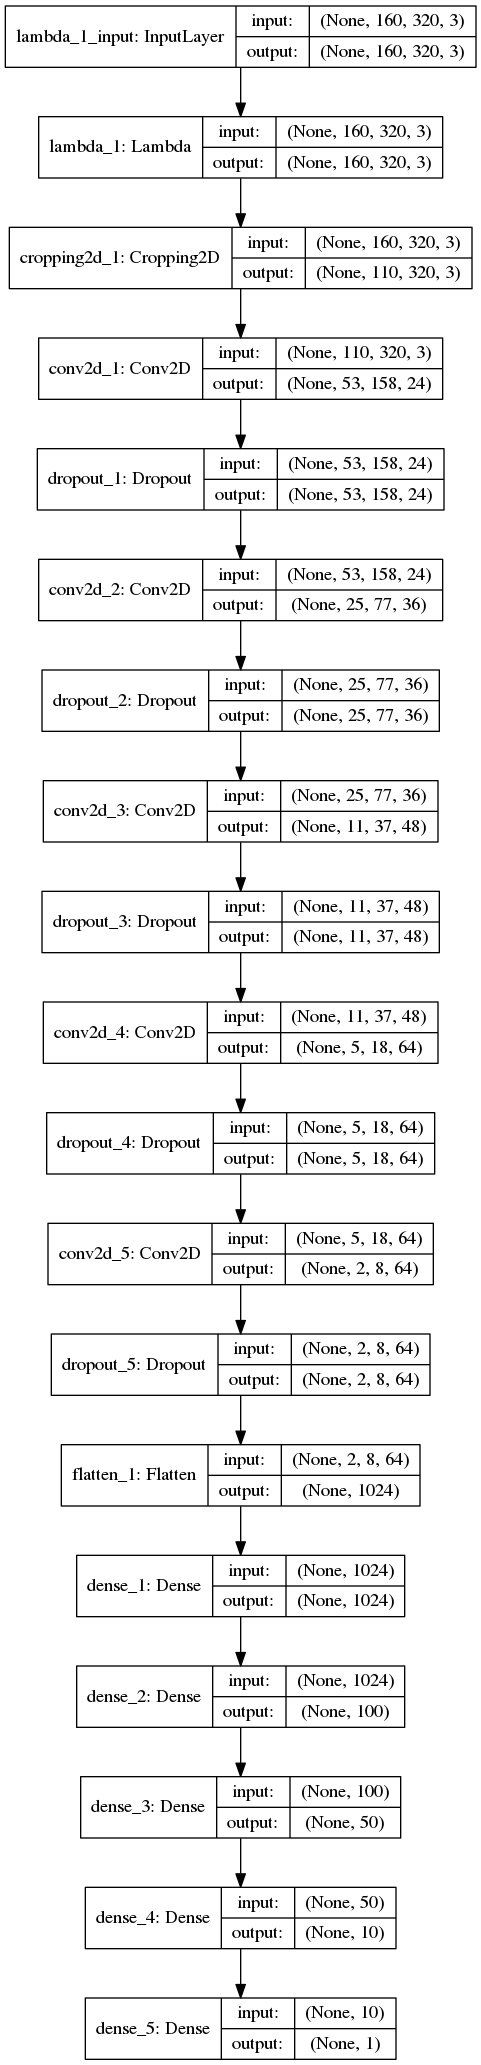 lambda_1_input: InputLayer
input: (None, 160, 320, 3)
output: (None, 160, 320, 3)
lambda_1: Lambda
input: (None, 160, 320, 3)
output: (None, 160, 320, 3)
cropping2d_1: Cropping2D
input: (None, 160, 320, 3)
output: (None, 110, 320, 3)
conv2d_1: Conv2D
input: (None, 110, 320, 3)
output: (None, 53, 158, 24)
dropout_1: Dropout
input: (None, 53, 158, 24)
output: (None, 53, 158, 24)
conv2d_2: Conv2D
input: (None, 53, 158, 24)
output: (None, 25, 77, 36)
dropout_2: Dropout
input: (None, 25, 77, 36)
output: (None, 25, 77, 36)
conv2d_3: Conv2D
input: (None, 25, 77, 36)
output: (None, 11, 37, 48)
dropout_3: Dropout
input: (None, 11, 37, 48)
output: (None, 11, 37, 48)
conv2d_4: Conv2D
input: (None, 11, 37, 48)
output: (None, 5, 18, 64)
dropout_4: Dropout
input: (None, 5, 18, 64)
output: (None, 5, 18, 64)
conv2d_5: Conv2D
input: (None, 5, 18, 64)
output: (None, 2, 8, 64)
dropout_5: Dropout
input: (None, 2, 8, 64)
output: (None, 2, 8, 64)
flatten_1: Flatten
input: (None, 2, 8, 64)
output: (None, 1024)
dense_1: Dense
input: (None, 1024)
output: (None, 1024)
dense_2: Dense
input: (None, 1024)
output: (None, 100)
dense_3: Dense
input: (None, 100)
output: (None, 50)
dense_4: Dense
input: (None, 50)
output: (None, 10)
dense_5: Dense
input: (None, 10)
output: (None, 1)